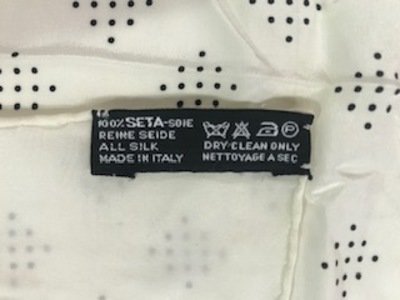 100% SETA-SOIE
REINE SEIDE
ALL SILK
MADE IN ITALY
P
DRY-CLEAN ONLY
NETTOYAGE A SEC